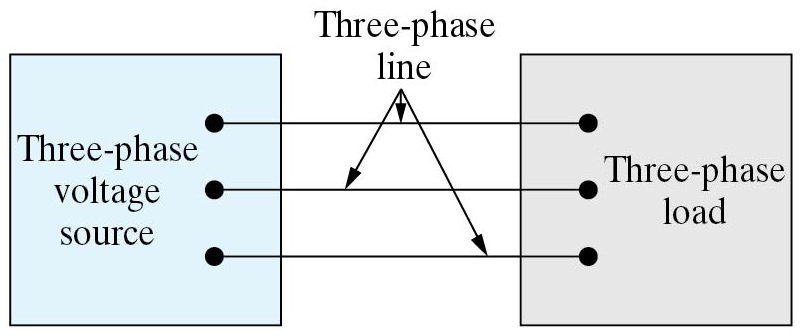 Three-phase
line
Three-phase
voltage
source
Three-phase
load